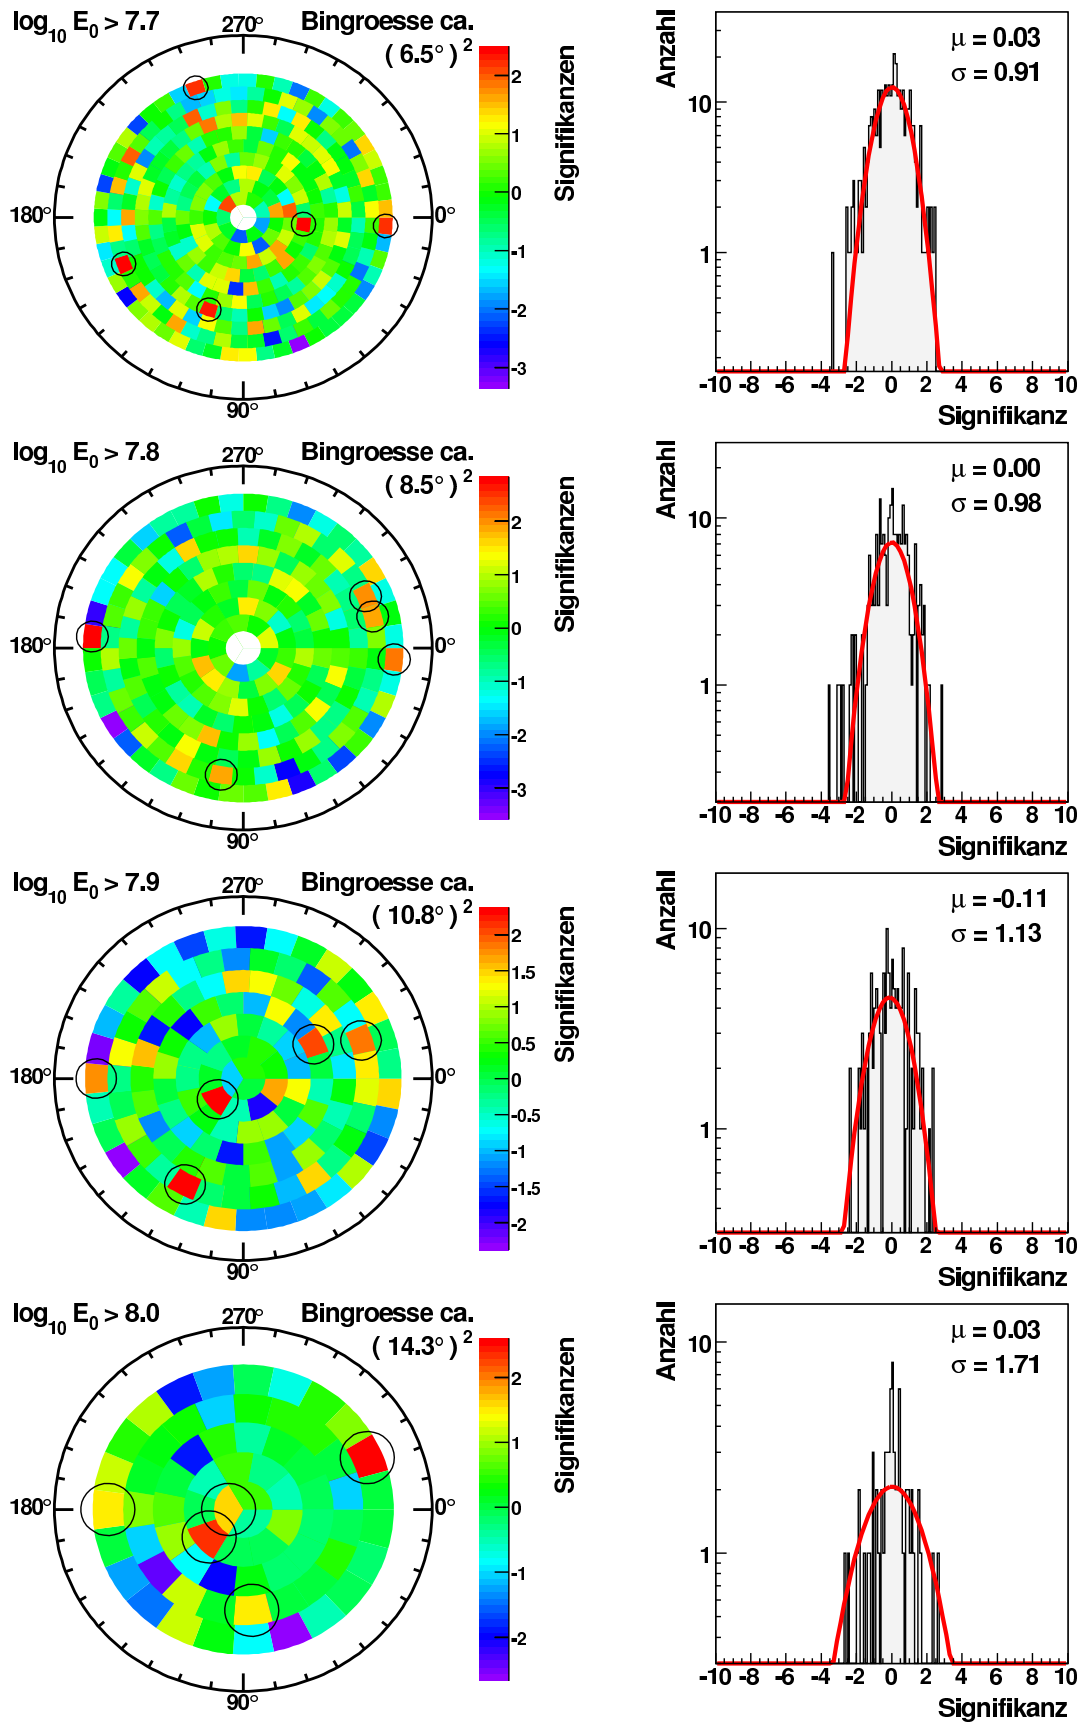 log10 E0 > 7.7
Bingroesse ca.
( 6.5° ) 2
270°
180°
0°
90°
2
1
0
-1
-2
-3
Signifikanzen
Anzahl
μ = 0.03
σ = 0.91
10
1
-10 -8 -6 -4 -2 0 2 4 6 8 10
Signifikanz
log10 E0 > 7.8
Bingroesse ca.
( 8.5° ) 2
270°
180°
0°
90°
2
1
0
-1
-2
-3
Signifikanzen
Anzahl
μ = 0.00
σ = 0.98
10
1
-10 -8 -6 -4 -2 0 2 4 6 8 10
Signifikanz
log10 E0 > 7.9
Bingroesse ca.
( 10.8° ) 2
270°
180°
0°
90°
2
1.5
1
0.5
0
-0.5
-1
-1.5
-2
Signifikanzen
Anzahl
μ = -0.11
σ = 1.13
10
1
-10 -8 -6 -4 -2 0 2 4 6 8 10
Signifikanz
log10 E0 > 8.0
Bingroesse ca.
( 14.3° ) 2
270°
180°
0°
90°
2
1
0
-1
-2
Signifikanzen
Anzahl
μ = 0.03
σ = 1.71
10
1
-10 -8 -6 -4 -2 0 2 4 6 8 10
Signifikanz